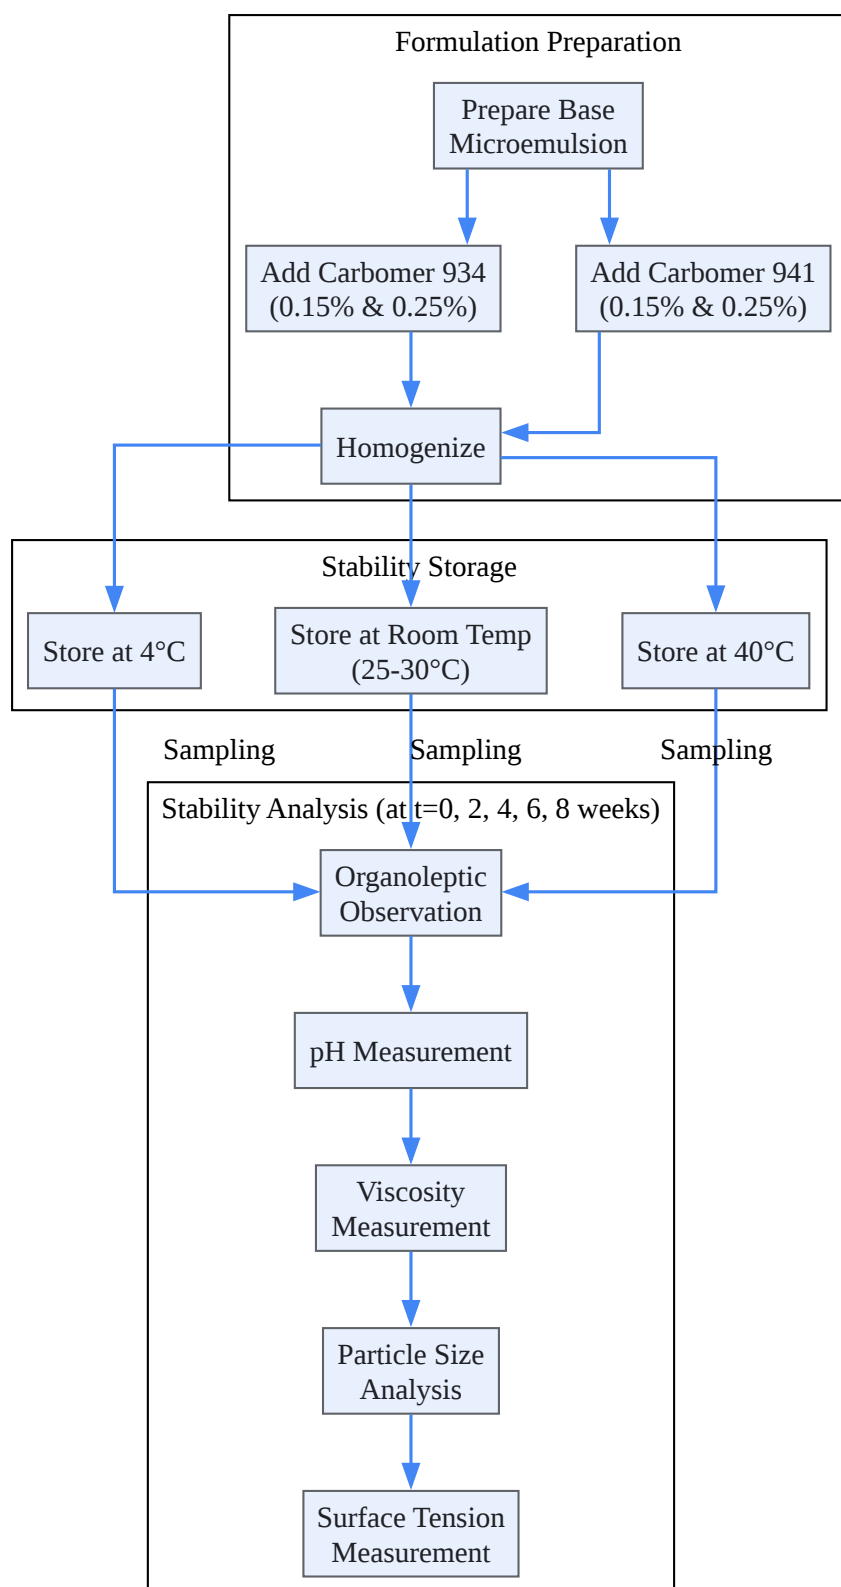 Formulation Preparation
Prepare Base
Microemulsion
Add Carbomer 934
(0.15% & 0.25%)
Add Carbomer 941
(0.15% & 0.25%)
Homogenize
Stability Storage
Store at 4°C
Store at Room Temp
(25-30°C)
Store at 40°C
Sampling
Sampling
Sampling
Stability Analysis (at t=0, 2, 4, 6, 8 weeks)
Organoleptic
Observation
pH Measurement
Viscosity
Measurement
Particle Size
Analysis
Surface Tension
Measurement